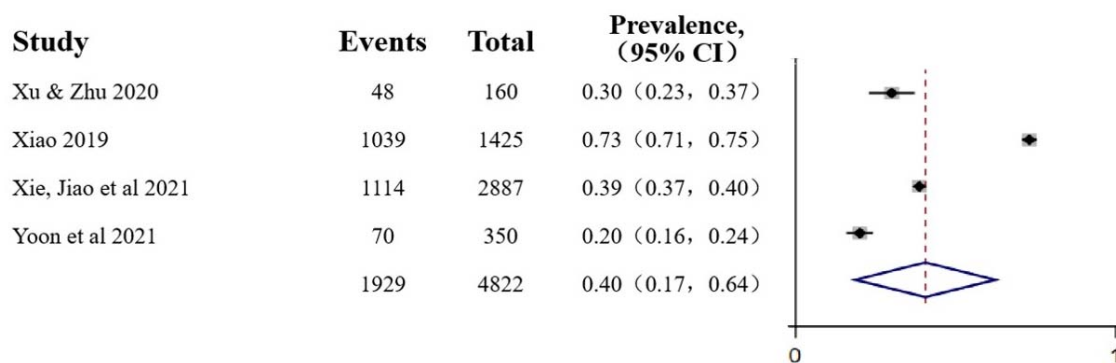 Study Events Total Prevalence,
（95% CI）
Xu & Zhu 2020 48 160 0.30（0.23，0.37）
Xiao 2019 1039 1425 0.73（0.71，0.75）
Xie, Jiao et al 2021 1114 2887 0.39（0.37，0.40）
Yoon et al 2021 70 350 0.20（0.16，0.24）
1929 4822 0.40（0.17，0.64）
0 1